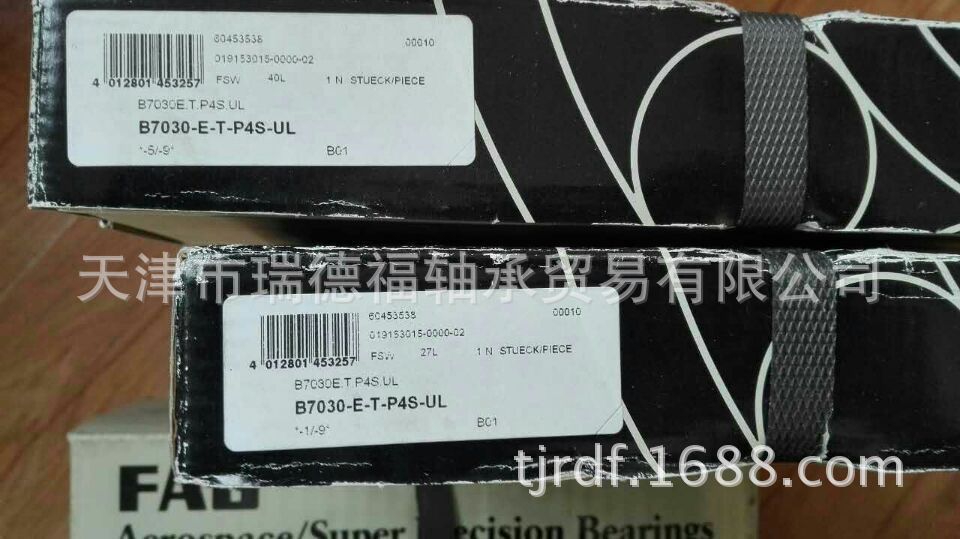 60453538 00010
019153015-0000-02
4 012801 453257 FSW 40L 1 N STUECK/PIECE
B7030E.T.P4S.UL
B7030-E-T-P4S-UL
*-5/-9* B01
天津市瑞德福轴承贸易有限公司
60453538 00010
019153015-0000-02
4 012801 453257 FSW 27L 1 N STUECK/PIECE
B7030E.T.P4S.UL
B7030-E-T-P4S-UL
*-1/-9* B01
tjrdf.1688.com
FAG
Aerospace/Super Precision Bearings